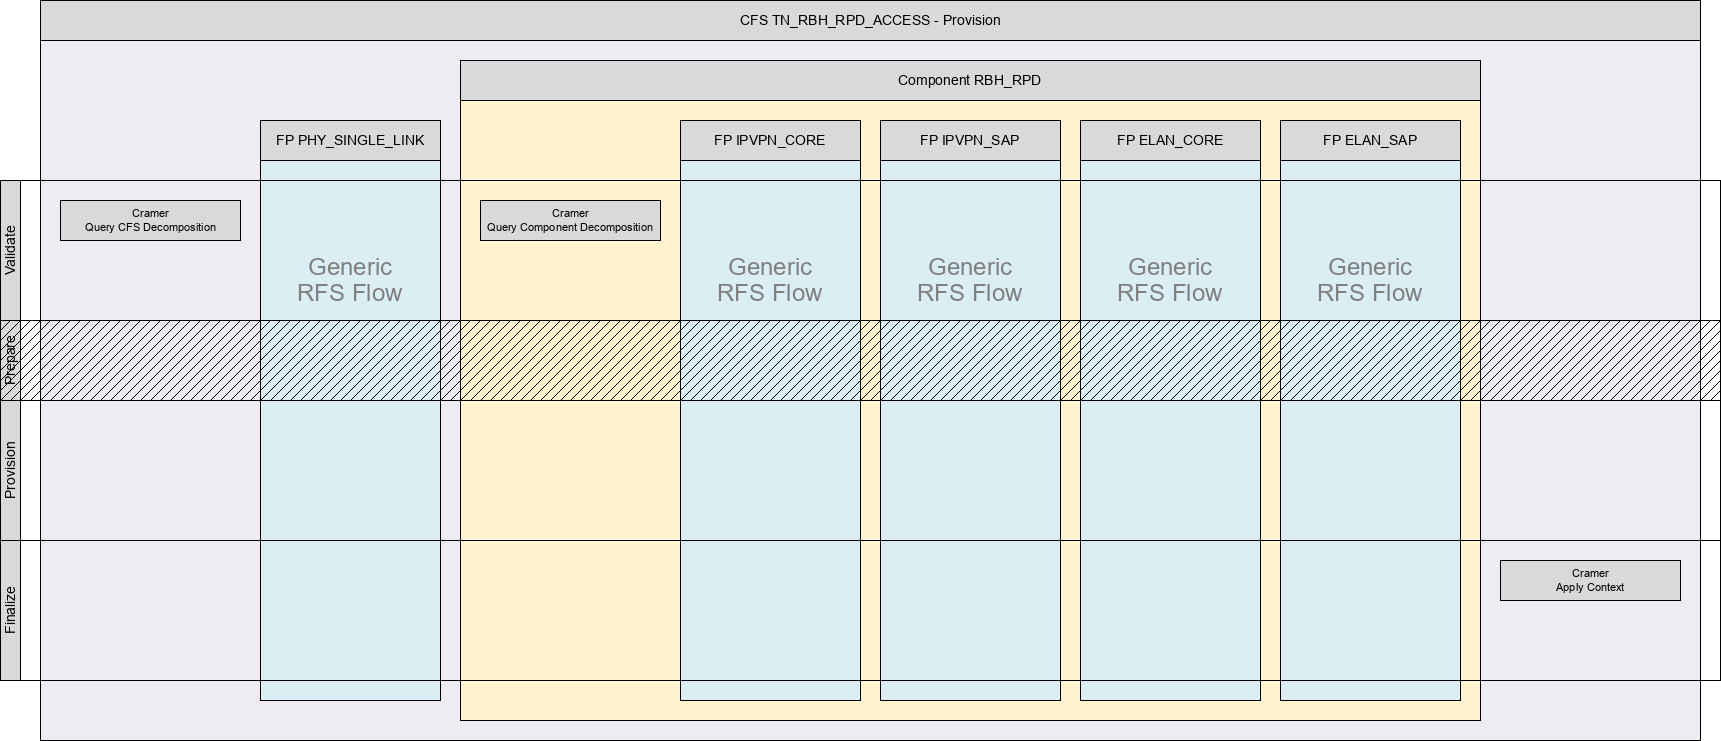 CFS TN_RBH_RPD_ACCESS - Provision
Component RBH_RPD
FP PHY_SINGLE_LINK
FP IPVPN_CORE
FP IPVPN_SAP
FP ELAN_CORE
FP ELAN_SAP
Validate
Cramer
Query CFS Decomposition
Generic
RFS Flow
Cramer
Query Component Decomposition
Generic
RFS Flow
Generic
RFS Flow
Generic
RFS Flow
Generic
RFS Flow
Prepare
Provision
Finalize
Cramer
Apply Context